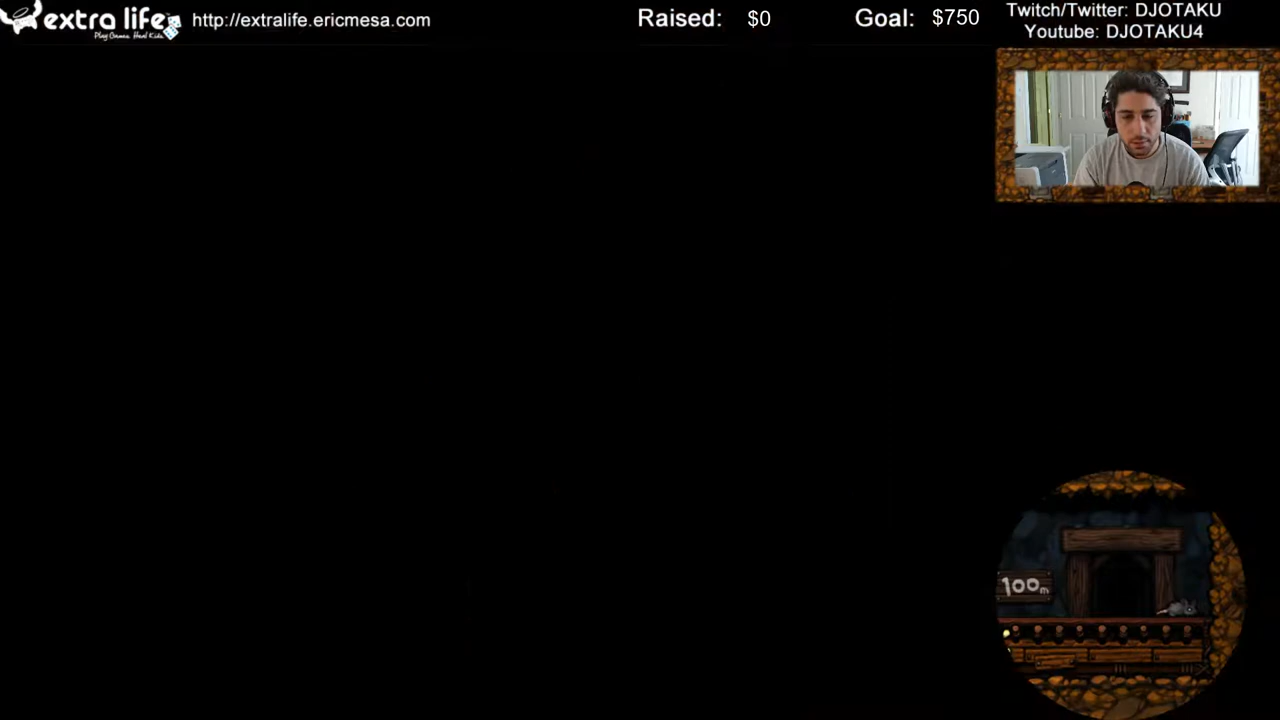 extra life
Play Games Heal Kids
http://extralife.ericmesa.com
Raised: $0
Goal: $750
Twitch/Twitter: DJOTAKU
Youtube: DJOTAKU4
100m